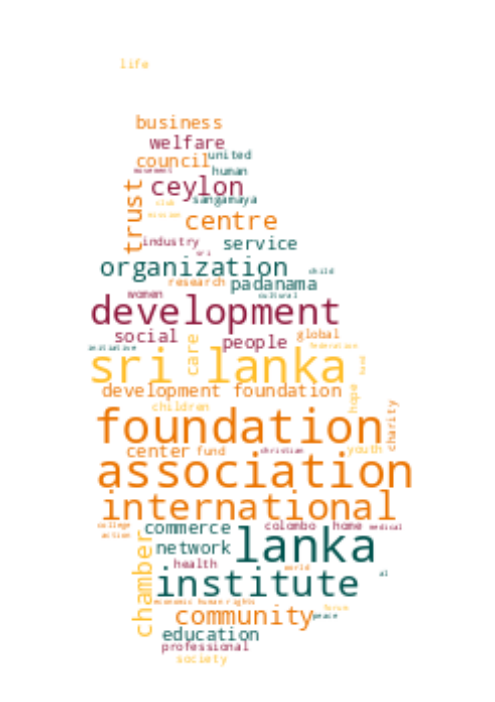 life
business
welfare
council united
movement human
trust ceylon
club sangamaya
mission centre
industry service
sri
organization child
research padanama
women cultural
development
social global
initiative care people federation
sri lanka fund
development foundation
children hope
foundation charity
center fund christian youth
association
international
college commerce colombo home medical
action
chamber network lanka
health world
institute al
economic human rights forum
community peace
education
professional
society